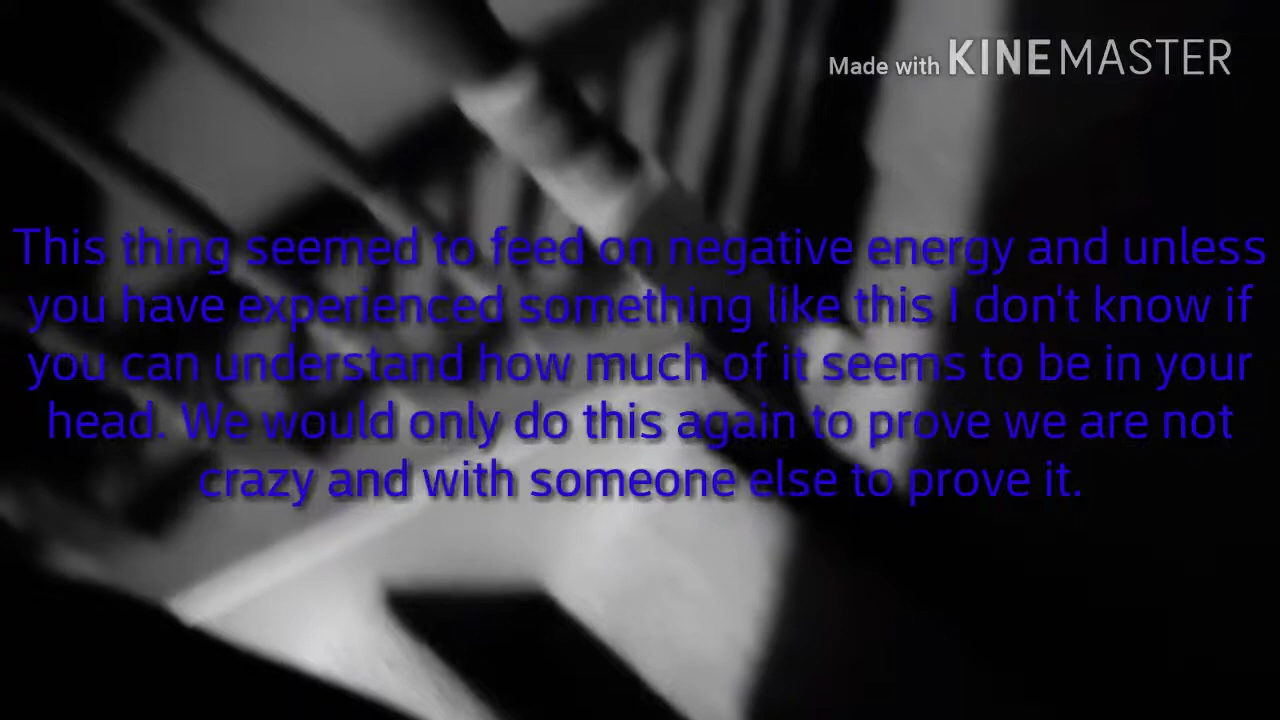 Made with KINEMASTER
This thing seemed to feed on negative energy and unless
you have experienced something like this I don't know if
you can understand how much of it seems to be in your
head. We would only do this again to prove we are not
crazy and with someone else to prove it.